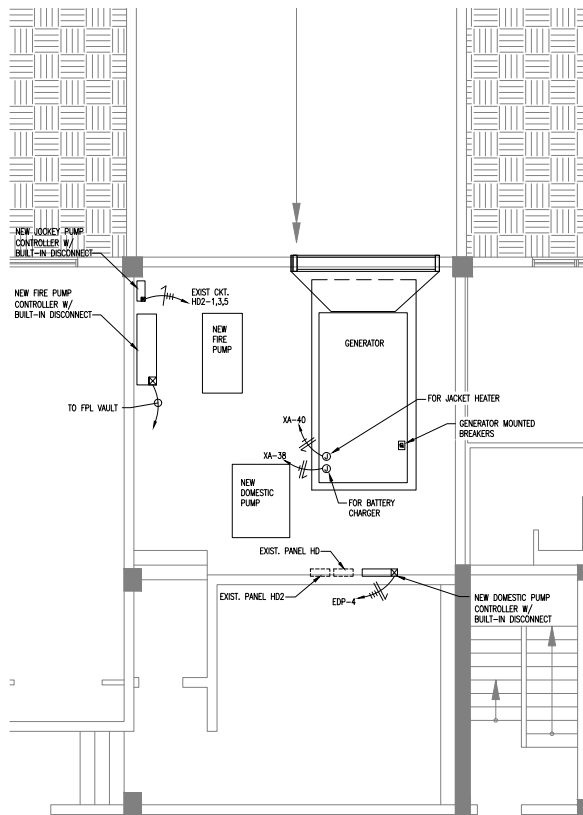 NEW JOCKEY PUMP
CONTROLLER W/
BUILT-IN DISCONNECT
NEW FIRE PUMP
CONTROLLER W/
BUILT-IN DISCONNECT
EXIST CKT.
HD2-1,3,5
NEW
FIRE
PUMP
GENERATOR
TO FPL VAULT
FOR JACKET HEATER
XA-40
GENERATOR MOUNTED
BREAKERS
XA-38
NEW
DOMESTIC
PUMP
FOR BATTERY
CHARGER
EXIST. PANEL HD
EXIST. PANEL HD2
EDP-4
NEW DOMESTIC PUMP
CONTROLLER W/
BUILT-IN DISCONNECT